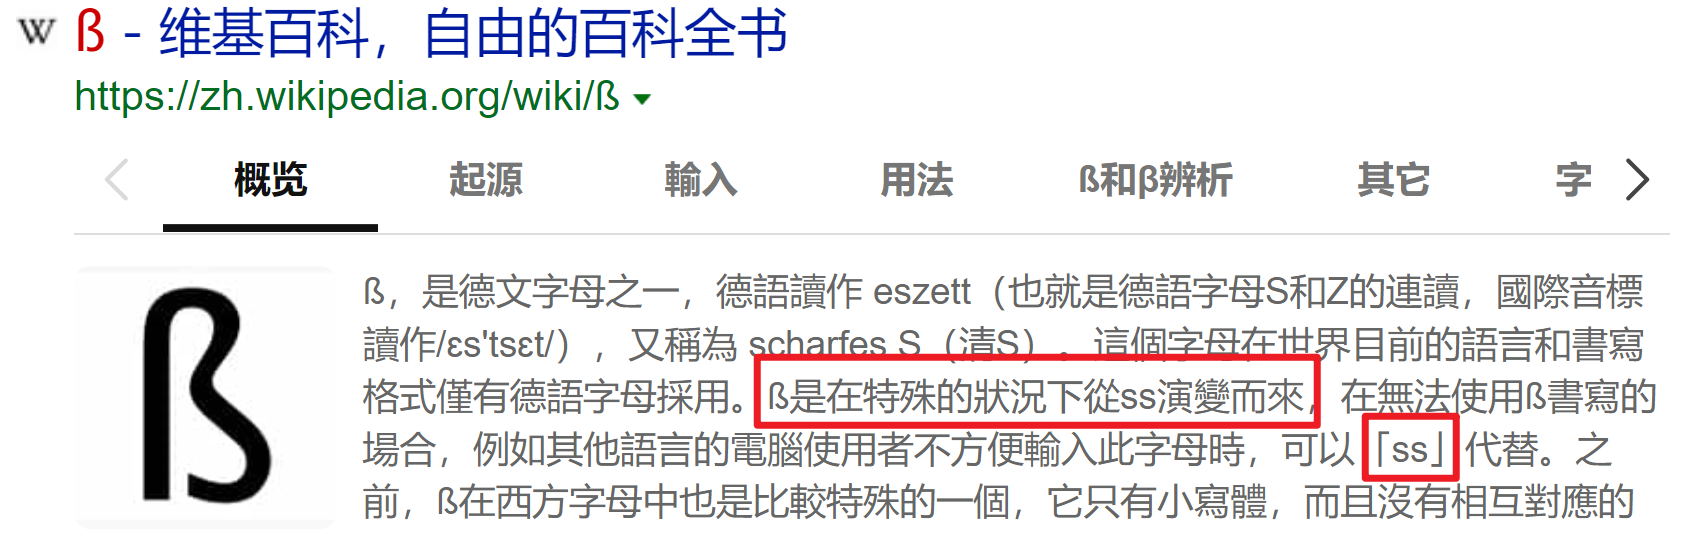 W ß - 维基百科，自由的百科全书
https://zh.wikipedia.org/wiki/ß
概览 起源 輸入 用法 ß和β辨析 其它 字
ß
ß，是德文字母之一，德語讀作 eszett（也就是德語字母S和Z的連讀，國際音標
讀作/ɛs'tsɛt/），又稱為 scharfes S（清S）。這個字母在世界目前的語言和書寫
格式僅有德語字母採用。ß是在特殊的狀況下從ss演變而來，在無法使用ß書寫的
場合，例如其他語言的電腦使用者不方便輸入此字母時，可以「ss」代替。之
前，ß在西方字母中也是比較特殊的一個，它只有小寫體，而且沒有相互對應的